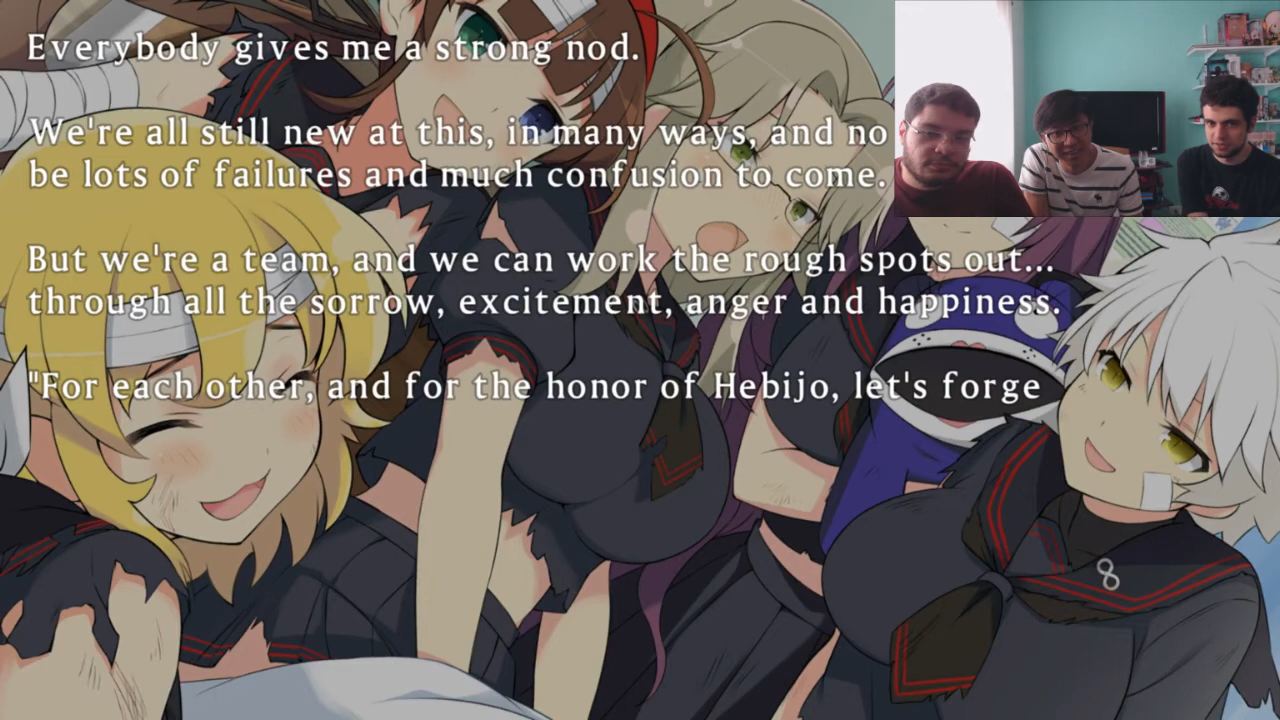 Everybody gives me a strong nod.
We're all still new at this, in many ways, and no
be lots of failures and much confusion to come.
But we're a team, and we can work the rough spots out...
through all the sorrow, excitement, anger and happiness.
"For each other, and for the honor of Hebijo, let's forge